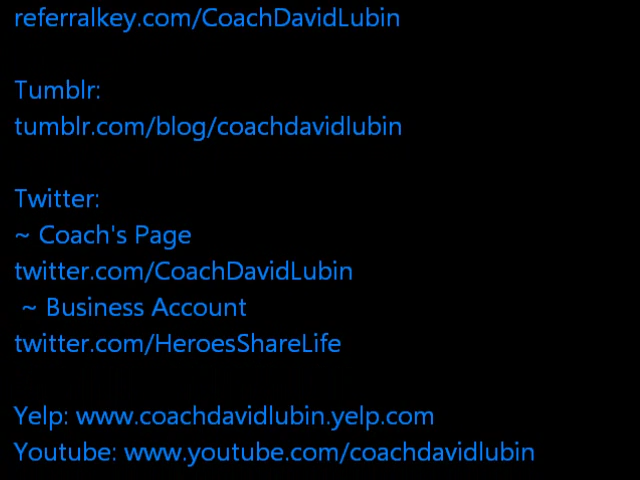 referralkey.com/CoachDavidLubin
Tumblr:
tumblr.com/blog/coachdavidlubin
Twitter:
~ Coach's Page
twitter.com/CoachDavidLubin
~ Business Account
twitter.com/HeroesShareLife
Yelp: www.coachdavidlubin.yelp.com
Youtube: www.youtube.com/coachdavidlubin